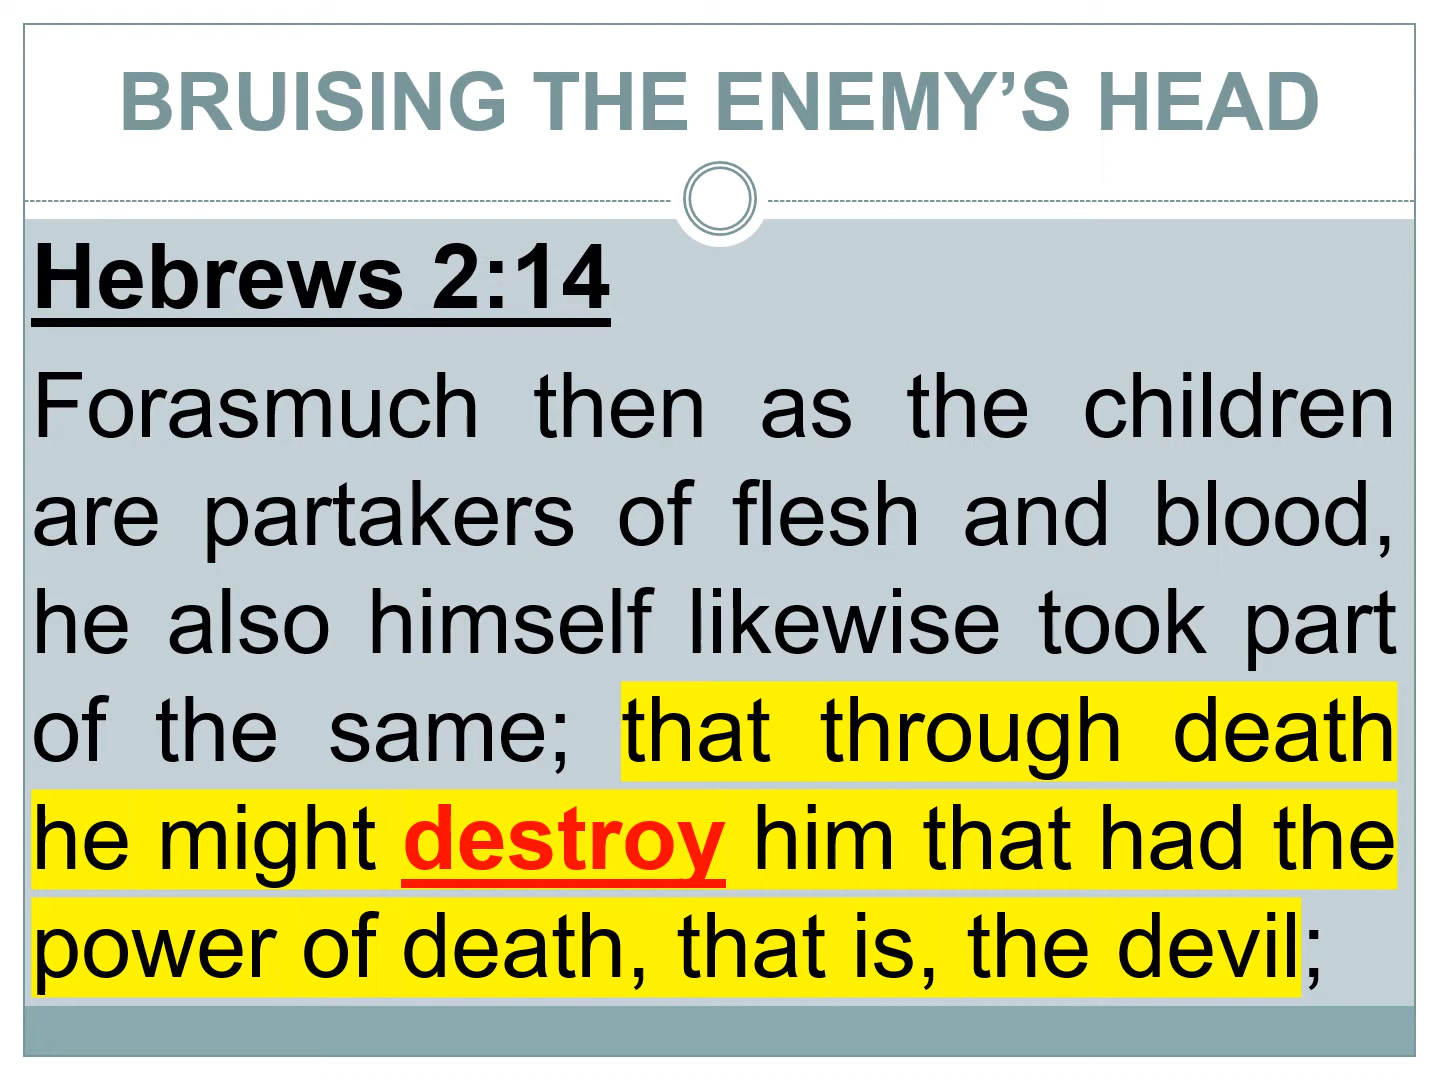 BRUISING THE ENEMY’S HEAD
Hebrews 2:14
Forasmuch then as the children
are partakers of flesh and blood,
he also himself likewise took part
of the same; that through death
he might destroy him that had the
power of death, that is, the devil;